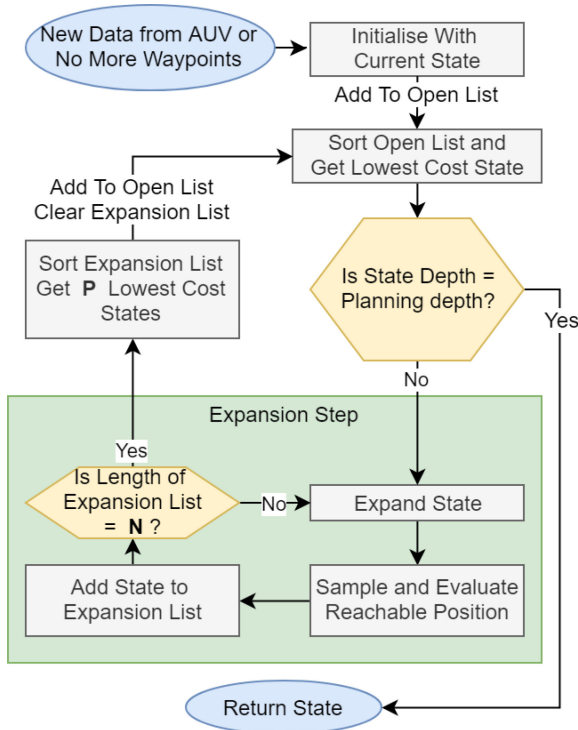 New Data from AUV or
No More Waypoints
Initialise With
Current State
Add To Open List
Sort Open List and
Get Lowest Cost State
Add To Open List
Clear Expansion List
Sort Expansion List
Get P Lowest Cost
States
Is State Depth =
Planning depth?
Yes
No
Expansion Step
Yes
Is Length of
Expansion List
= N ?
No
Expand State
Add State to
Expansion List
Sample and Evaluate
Reachable Position
Return State